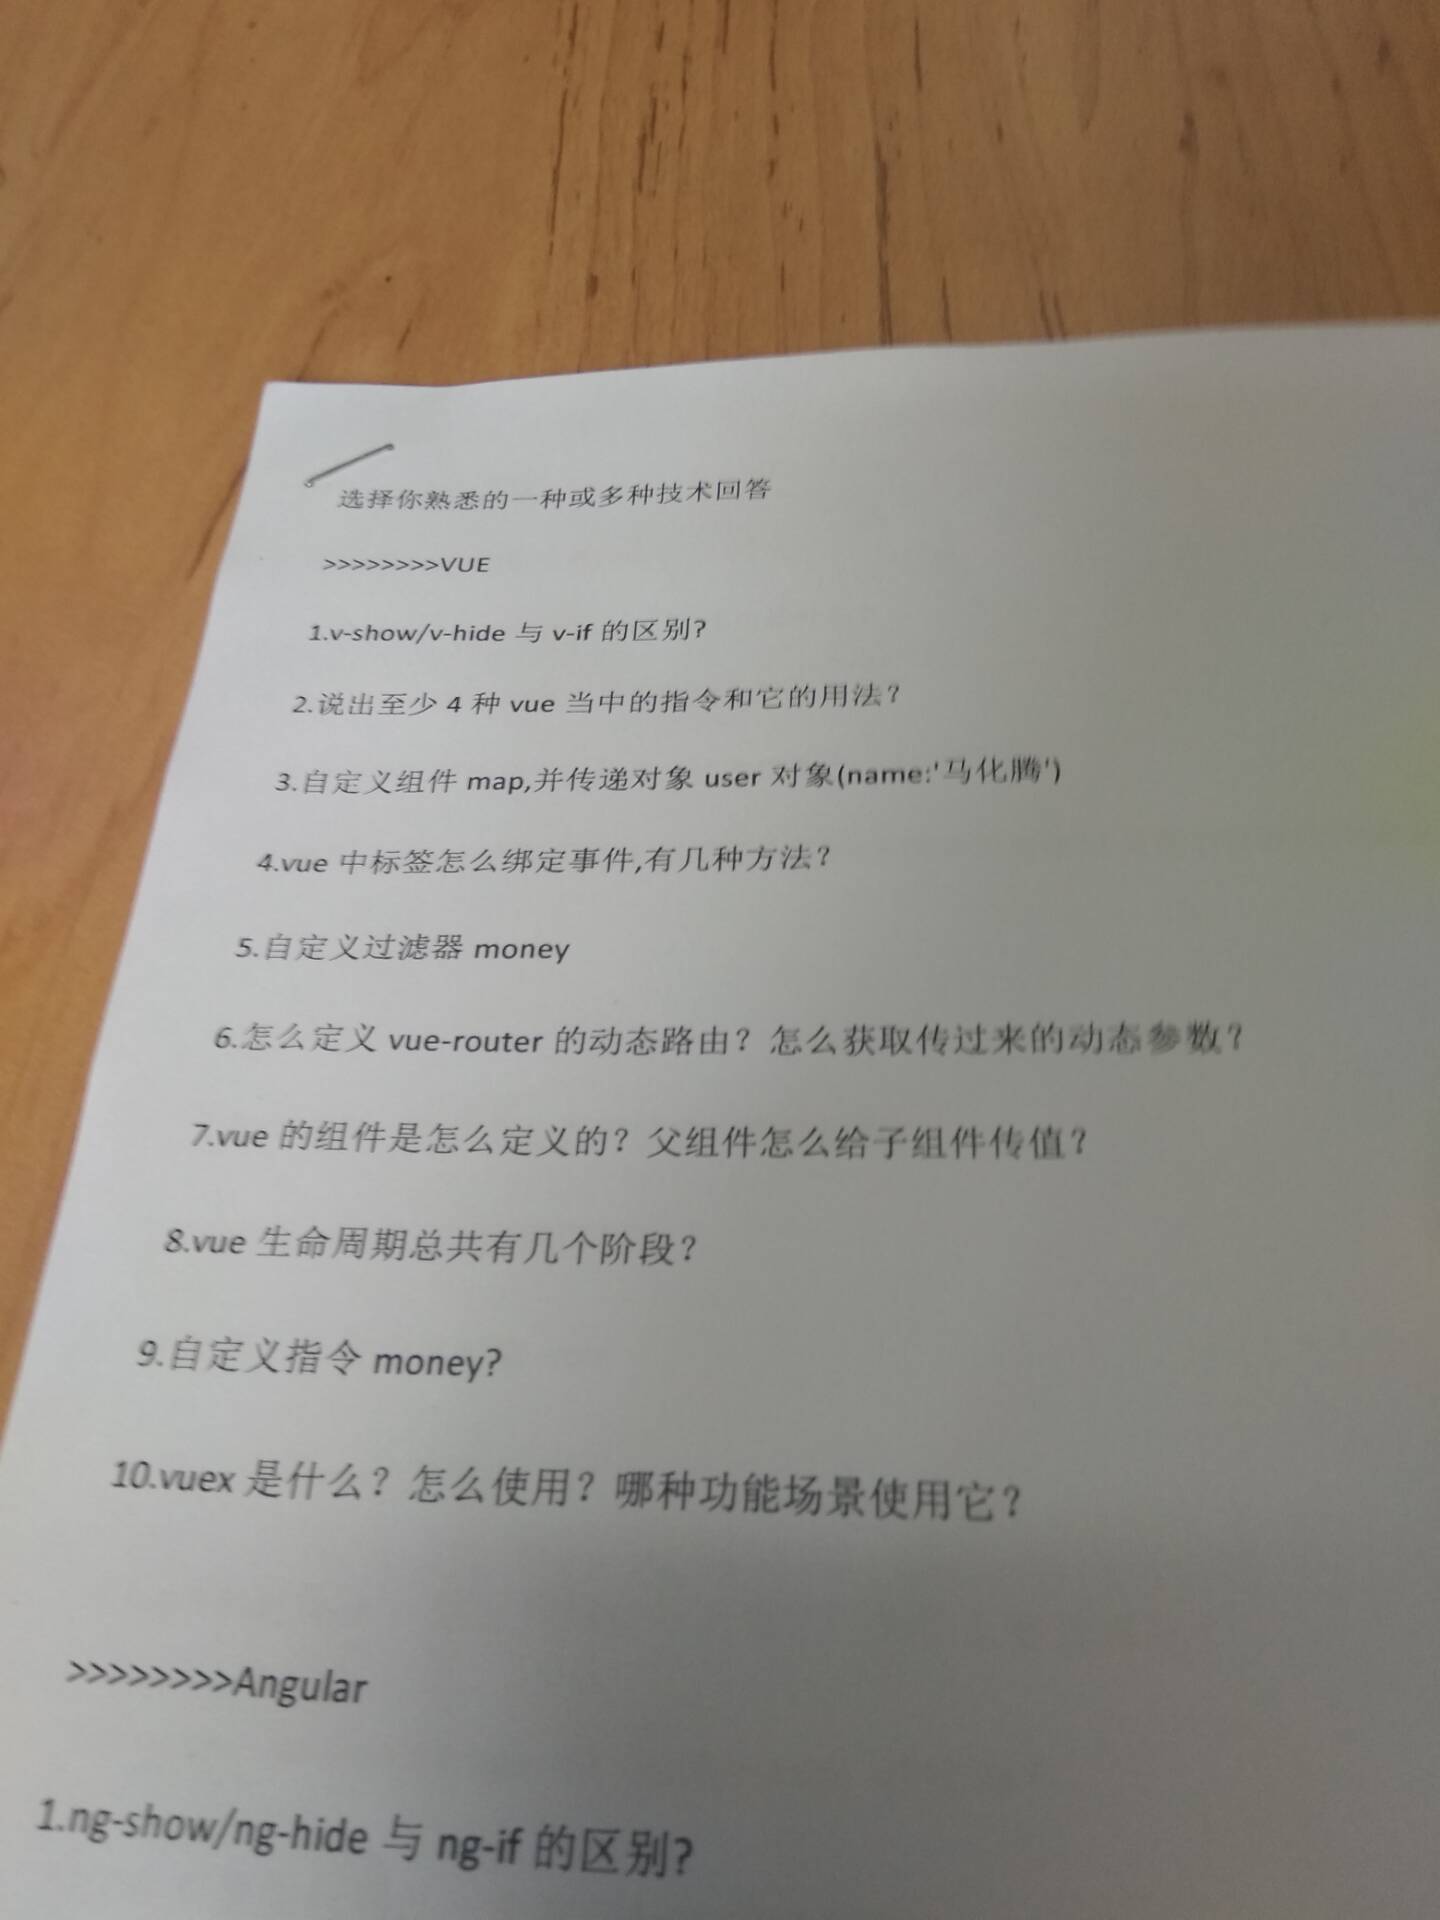 选择你熟悉的一种或多种技术回答
>>>>>>>>VUE
1.v-show/v-hide 与 v-if 的区别?
2.说出至少 4 种 vue 当中的指令和它的用法？
3.自定义组件 map,并传递对象 user 对象(name:'马化腾')
4.vue 中标签怎么绑定事件,有几种方法？
5.自定义过滤器 money
6.怎么定义 vue-router 的动态路由？怎么获取传过来的动态参数？
7.vue 的组件是怎么定义的？父组件怎么给子组件传值？
8.vue 生命周期总共有几个阶段？
9.自定义指令 money?
10.vuex 是什么？怎么使用？哪种功能场景使用它？
>>>>>>>>Angular
1.ng-show/ng-hide 与 ng-if 的区别?